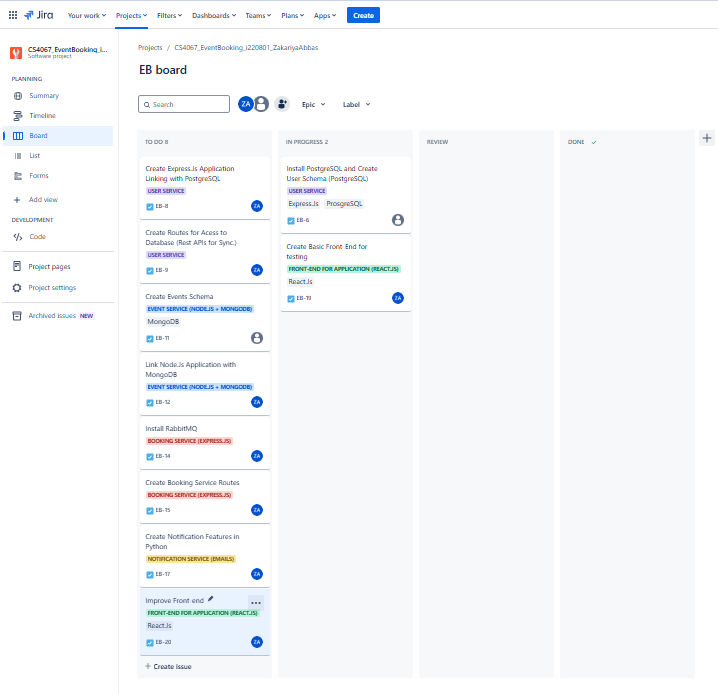 Jira Your work Projects Filters Dashboards Teams Plans Apps Create
CS4067_EventBooking_i...
Software project
PLANNING
Summary
Timeline
Board
List
Forms
Add view
DEVELOPMENT
Code
Project pages
Project settings
Archived issues NEW
Projects / CS4067_EventBooking_i220801_ZakariyaAbbas
EB board
Search ZA Epic Label
TO DO 8
Create Express.Js Application
Linking with PostgreSQL
USER SERVICE
EB-8 ZA
Create Routes for Acess to
Database (Rest APIs for Sync.)
USER SERVICE
EB-9 ZA
Create Events Schema
EVENT SERVICE (NODE.JS + MONGODB)
MongoDB
EB-11
Link Node.Js Application with
MongoDB
EVENT SERVICE (NODE.JS + MONGODB)
EB-12 ZA
Install RabbitMQ
BOOKING SERVICE (EXPRESS.JS)
EB-14 ZA
Create Booking Service Routes
BOOKING SERVICE (EXPRESS.JS)
EB-15 ZA
Create Notification Features in
Python
NOTIFICATION SERVICE (EMAILS)
EB-17 ZA
Improve Front-end
FRONT-END FOR APPLICATION (REACT.JS)
React.Js
EB-20 ZA
+ Create issue
IN PROGRESS 2
Install PostgreSQL and Create
User Schema (PostgreSQL)
USER SERVICE
Express.Js ProsgreSQL
EB-6
Create Basic Front-End for
testing
FRONT-END FOR APPLICATION (REACT.JS)
React.Js
EB-19 ZA
REVIEW
DONE